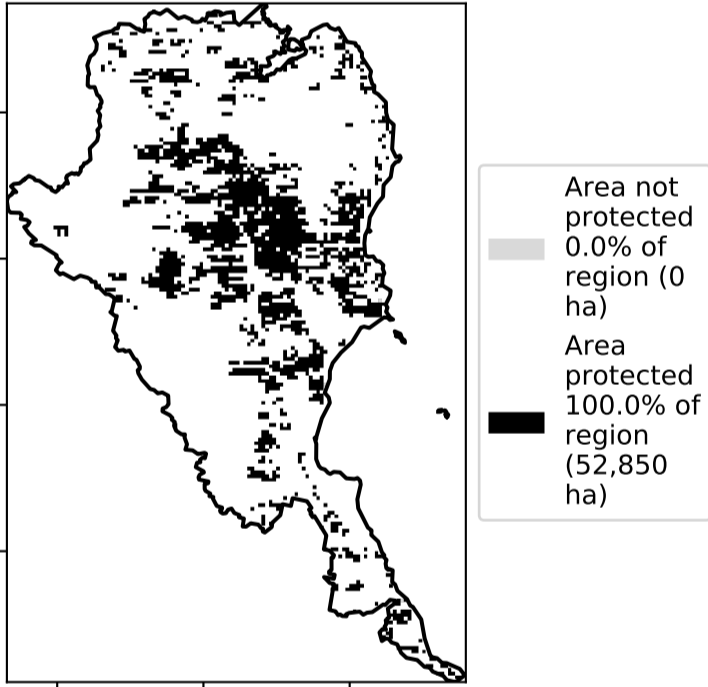 Area not
protected
0.0% of
region (0
ha)
Area
protected
100.0% of
region
(52,850
ha)